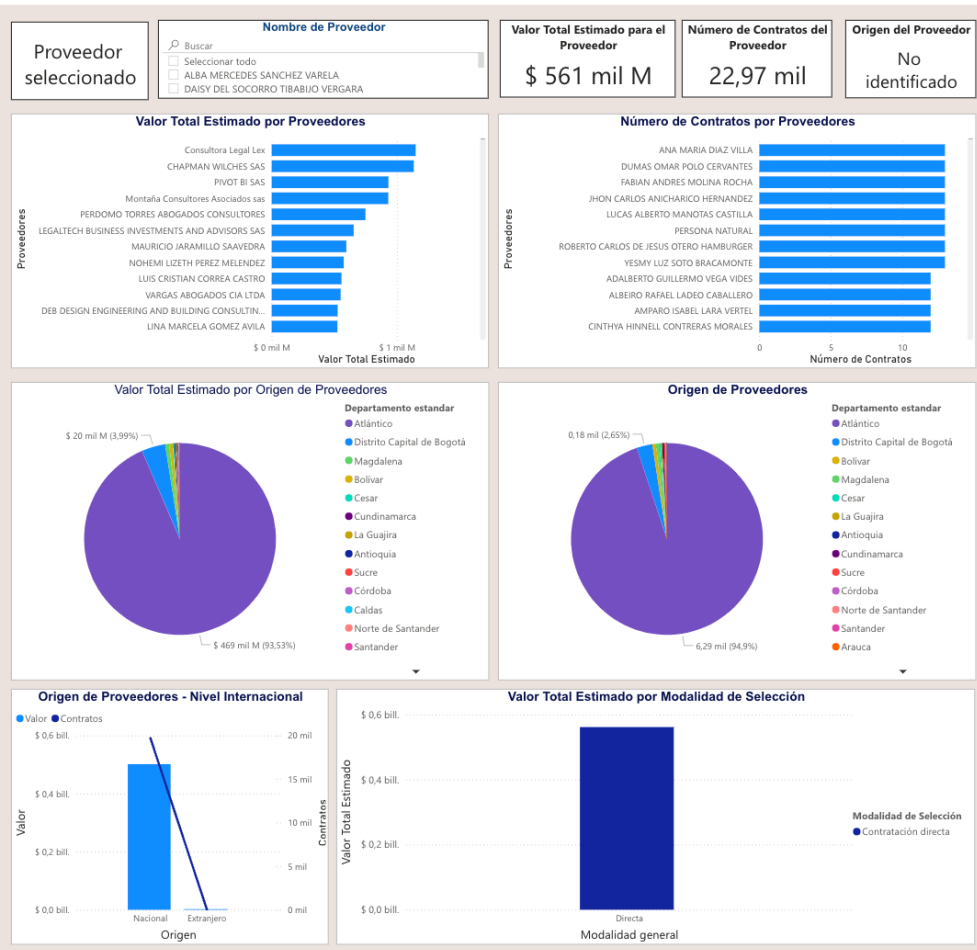 Proveedor
seleccionado
Nombre de Proveedor
Buscar
Seleccionar todo
ALBA MERCEDES SANCHEZ VARELA
DAISY DEL SOCORRO TIBABIJO VERGARA
Valor Total Estimado para el
Proveedor
$ 561 mil M
Número de Contratos del
Proveedor
22,97 mil
Origen del Proveedor
No
identificado
Valor Total Estimado por Proveedores
Proveedores
Consultora Legal Lex
CHAPMAN WILCHES SAS
PIVOT BI SAS
Montaña Consultores Asociados sas
PERDOMO TORRES ABOGADOS CONSULTORES
LEGALTECH BUSINESS INVESTMENTS AND ADVISORS SAS
MAURICIO JARAMILLO SAAVEDRA
NOHEMI LIZETH PEREZ MELENDEZ
LUIS CRISTIAN CORREA CASTRO
VARGAS ABOGADOS CIA LTDA
DEB DESIGN ENGINEERING AND BUILDING CONSULTIN...
LINA MARCELA GOMEZ AVILA
$ 0 mil M
$ 1 mil M
Valor Total Estimado
Número de Contratos por Proveedores
Proveedores
ANA MARIA DIAZ VILLA
DUMAS OMAR POLO CERVANTES
FABIAN ANDRES MOLINA ROCHA
JHON CARLOS ANICHARICO HERNANDEZ
LUCAS ALBERTO MANOTAS CASTILLA
PERSONA NATURAL
ROBERTO CARLOS DE JESUS OTERO HAMBURGER
YESMY LUZ SOTO BRACAMONTE
ADALBERTO GUILLERMO VEGA VIDES
ALBEIRO RAFAEL LADEO CABALLERO
AMPARO ISABEL LARA VERTEL
CINTHYA HINNELL CONTRERAS MORALES
0
5
10
Número de Contratos
Valor Total Estimado por Origen de Proveedores
$ 20 mil M (3,99%)
$ 469 mil M (93,53%)
Departamento estandar
Atlántico
Distrito Capital de Bogotá
Magdalena
Bolívar
Cesar
Cundinamarca
La Guajira
Antioquia
Sucre
Córdoba
Caldas
Norte de Santander
Santander
Origen de Proveedores
0,18 mil (2,65%)
6,29 mil (94,9%)
Departamento estandar
Atlántico
Distrito Capital de Bogotá
Bolívar
Magdalena
Cesar
La Guajira
Antioquia
Cundinamarca
Sucre
Córdoba
Norte de Santander
Santander
Arauca
Origen de Proveedores - Nivel Internacional
Valor
Contratos
$ 0,6 bill.
$ 0,4 bill.
$ 0,2 bill.
$ 0,0 bill.
Valor
20 mil
15 mil
10 mil
5 mil
0 mil
Contratos
Nacional
Extranjero
Origen
Valor Total Estimado por Modalidad de Selección
Valor Total Estimado
$ 0,6 bill.
$ 0,4 bill.
$ 0,2 bill.
$ 0,0 bill.
Directa
Modalidad general
Modalidad de Selección
Contratación directa